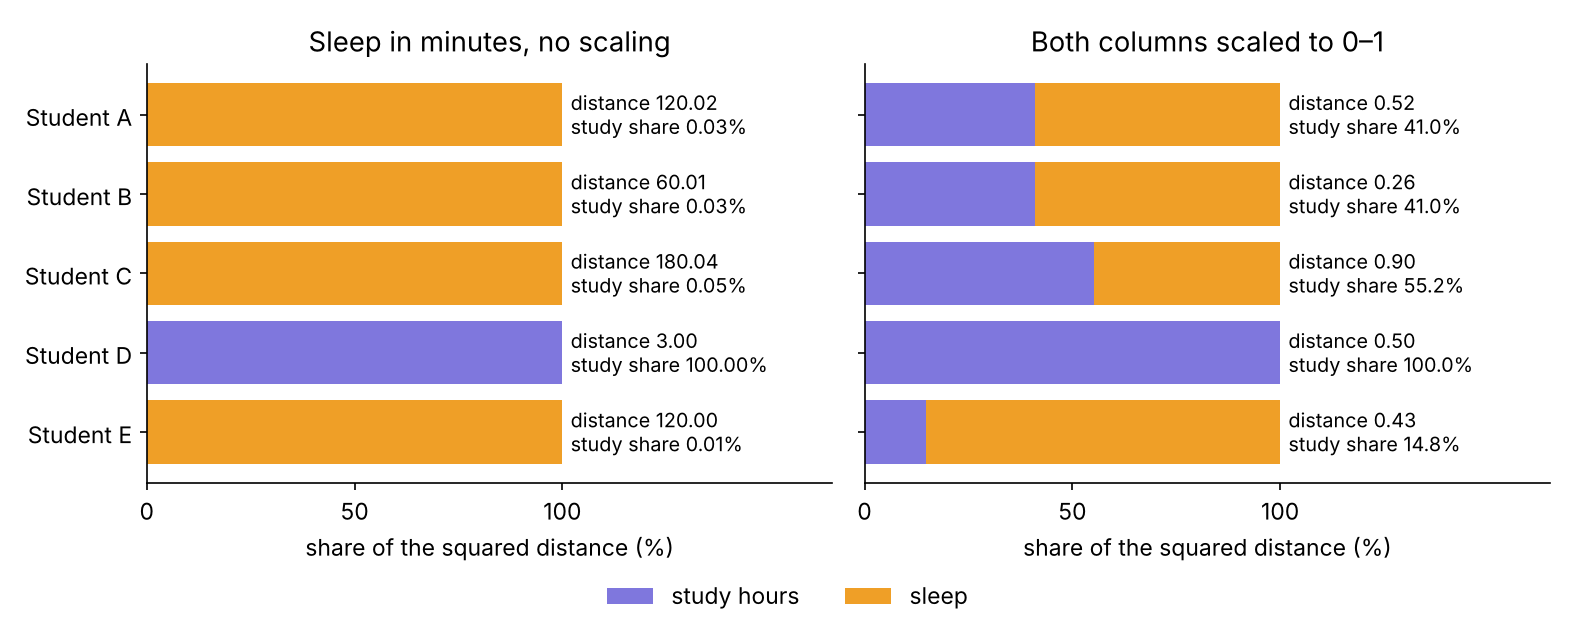 Sleep in minutes, no scaling
Student A
distance 120.02
study share 0.03%
Student B
distance 60.01
study share 0.03%
Student C
distance 180.04
study share 0.05%
Student D
distance 3.00
study share 100.00%
Student E
distance 120.00
study share 0.01%
0 50 100
share of the squared distance (%)
Both columns scaled to 0–1
distance 0.52
study share 41.0%
distance 0.26
study share 41.0%
distance 0.90
study share 55.2%
distance 0.50
study share 100.0%
distance 0.43
study share 14.8%
0 50 100
share of the squared distance (%)
study hours
sleep